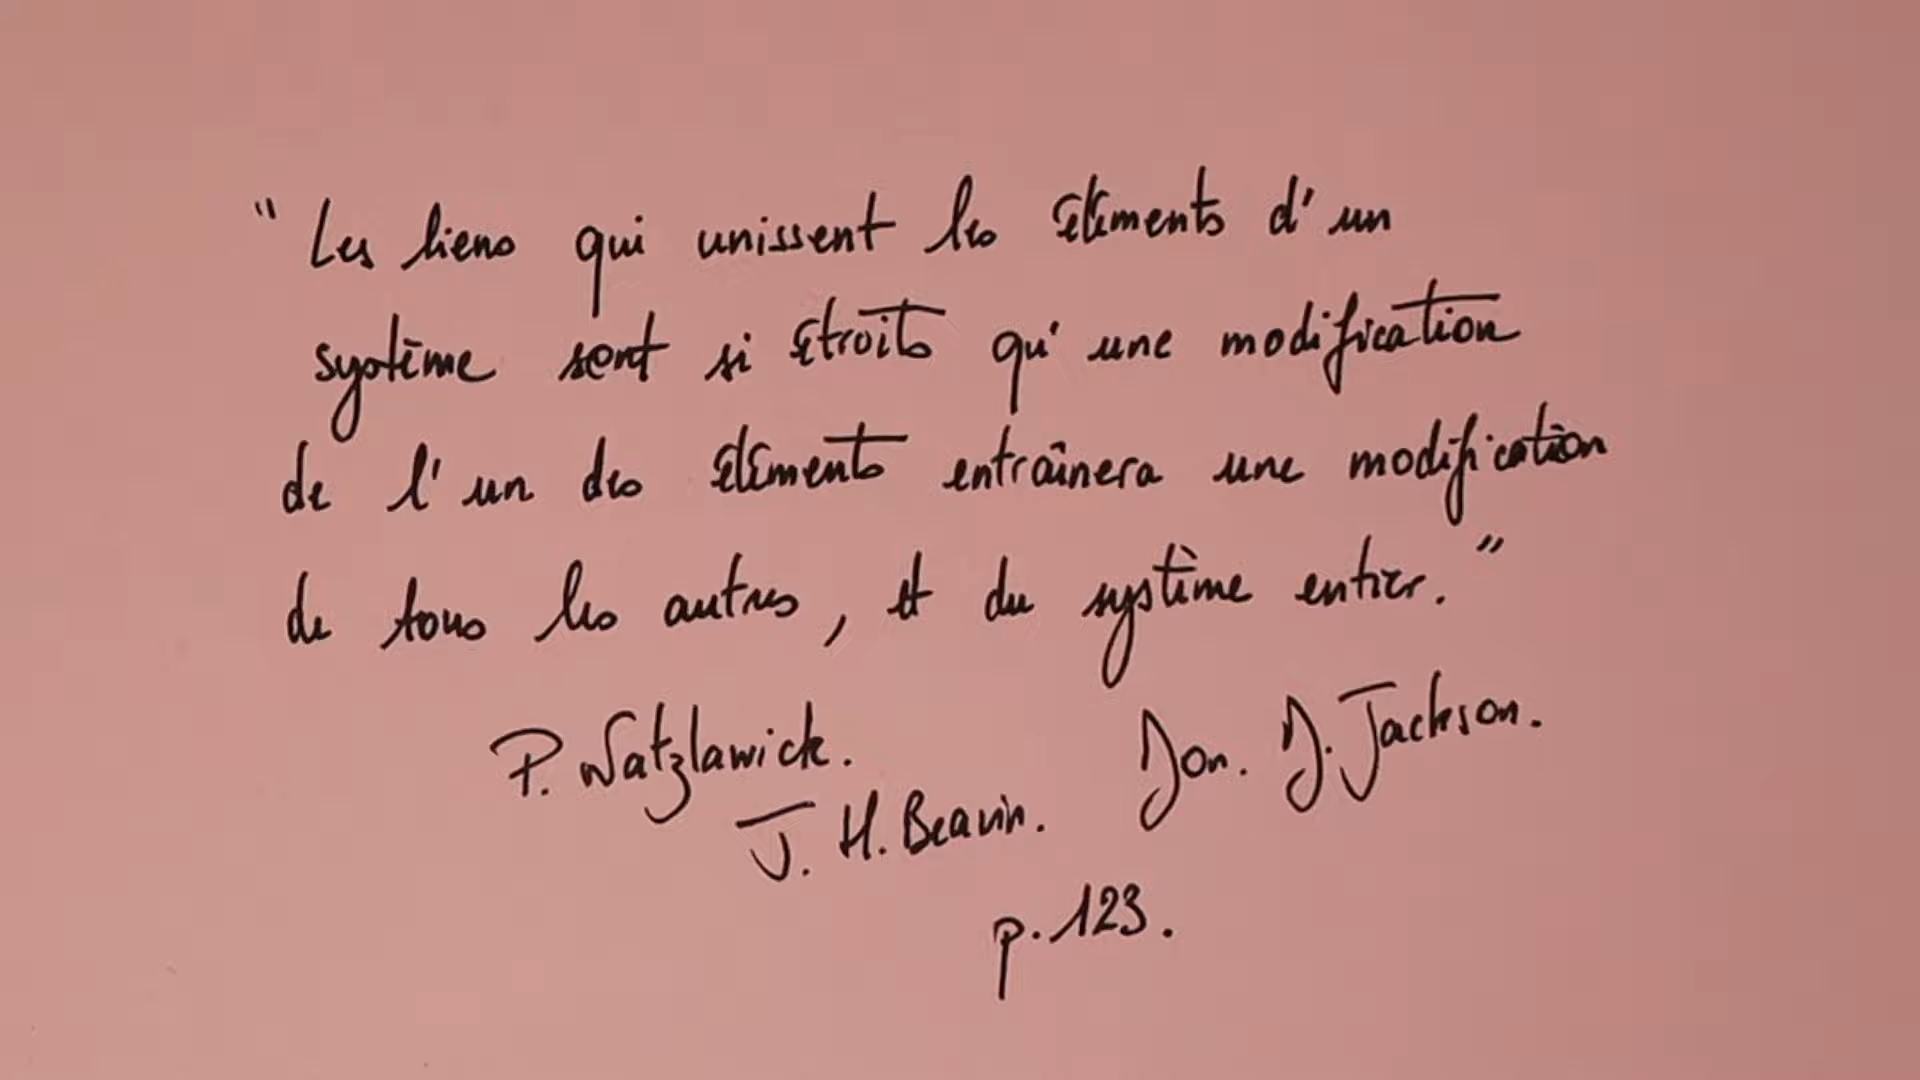 " Les liens qui unissent les éléments d'un
système sont si étroits qu'une modification
de l'un des éléments entraînera une modification
de tous les autres, et du système entier. "
P. Watzlawick. Don. D. Jackson.
J. H. Beavin.
p. 123.